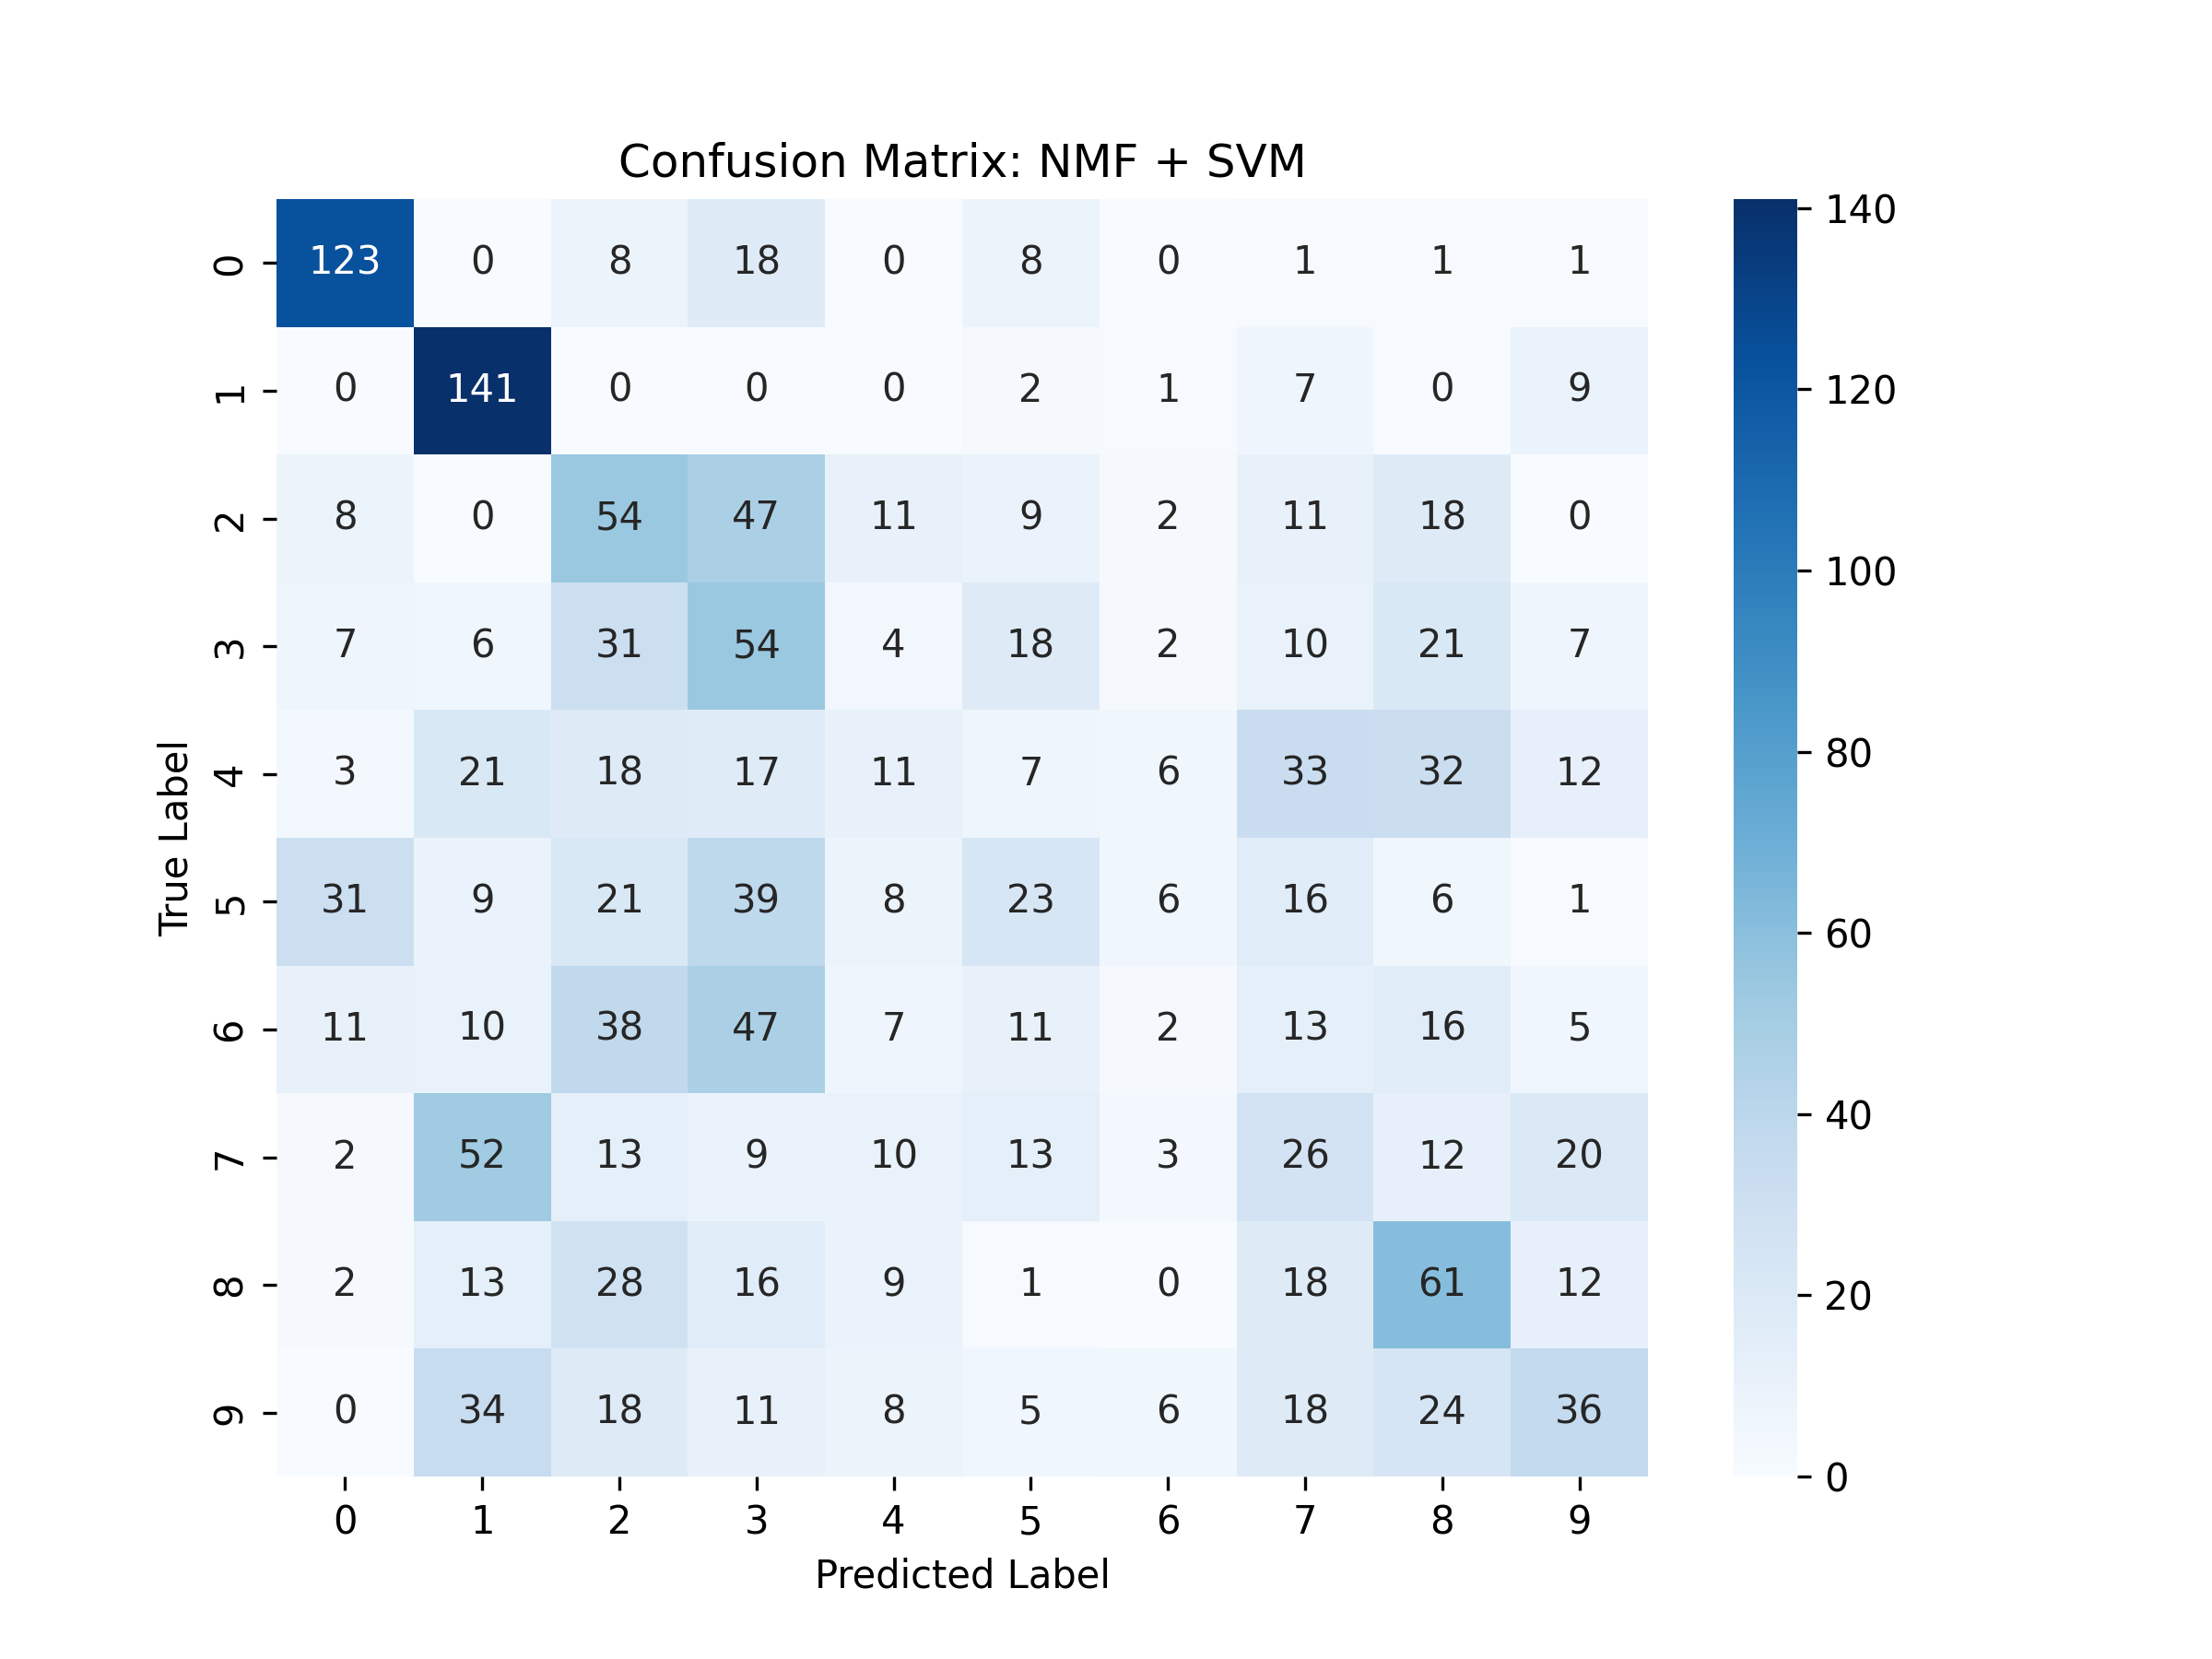 Confusion Matrix: NMF + SVM
0 123 0 8 18 0 8 0 1 1 1
1 0 141 0 0 0 2 1 7 0 9
2 8 0 54 47 11 9 2 11 18 0
3 7 6 31 54 4 18 2 10 21 7
4 3 21 18 17 11 7 6 33 32 12
5 31 9 21 39 8 23 6 16 6 1
6 11 10 38 47 7 11 2 13 16 5
7 2 52 13 9 10 13 3 26 12 20
8 2 13 28 16 9 1 0 18 61 12
9 0 34 18 11 8 5 6 18 24 36
0 1 2 3 4 5 6 7 8 9
Predicted Label
True Label
140
120
100
80
60
40
20
0